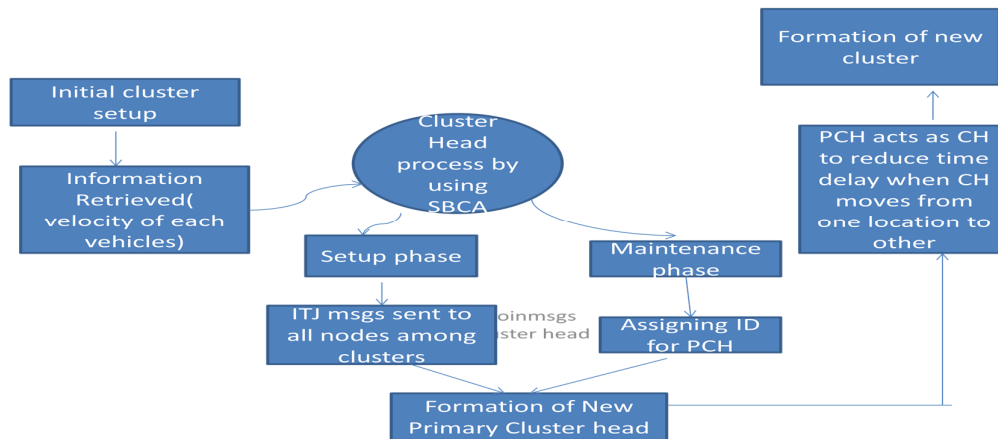 Initial cluster
setup
Information
Retrieved(
velocity of each
vehicles)
Cluster
Head
process by
using
SBCA
Setup phase
ITJ msgs sent to
all nodes among
clusters
Maintenance
phase
Assigning ID
for PCH
Formation of New
Primary Cluster head
PCH acts as CH
to reduce time
delay when CH
moves from
one location to
other
Formation of new
cluster
head